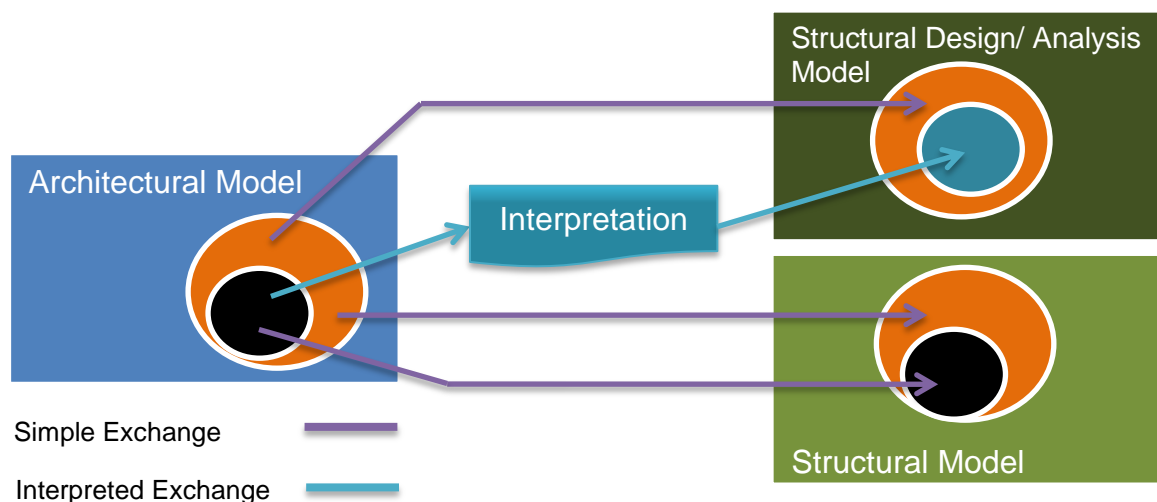 Structural Design/ Analysis
Model
Architectural Model
Interpretation
Simple Exchange
Structural Model
Interpreted Exchange